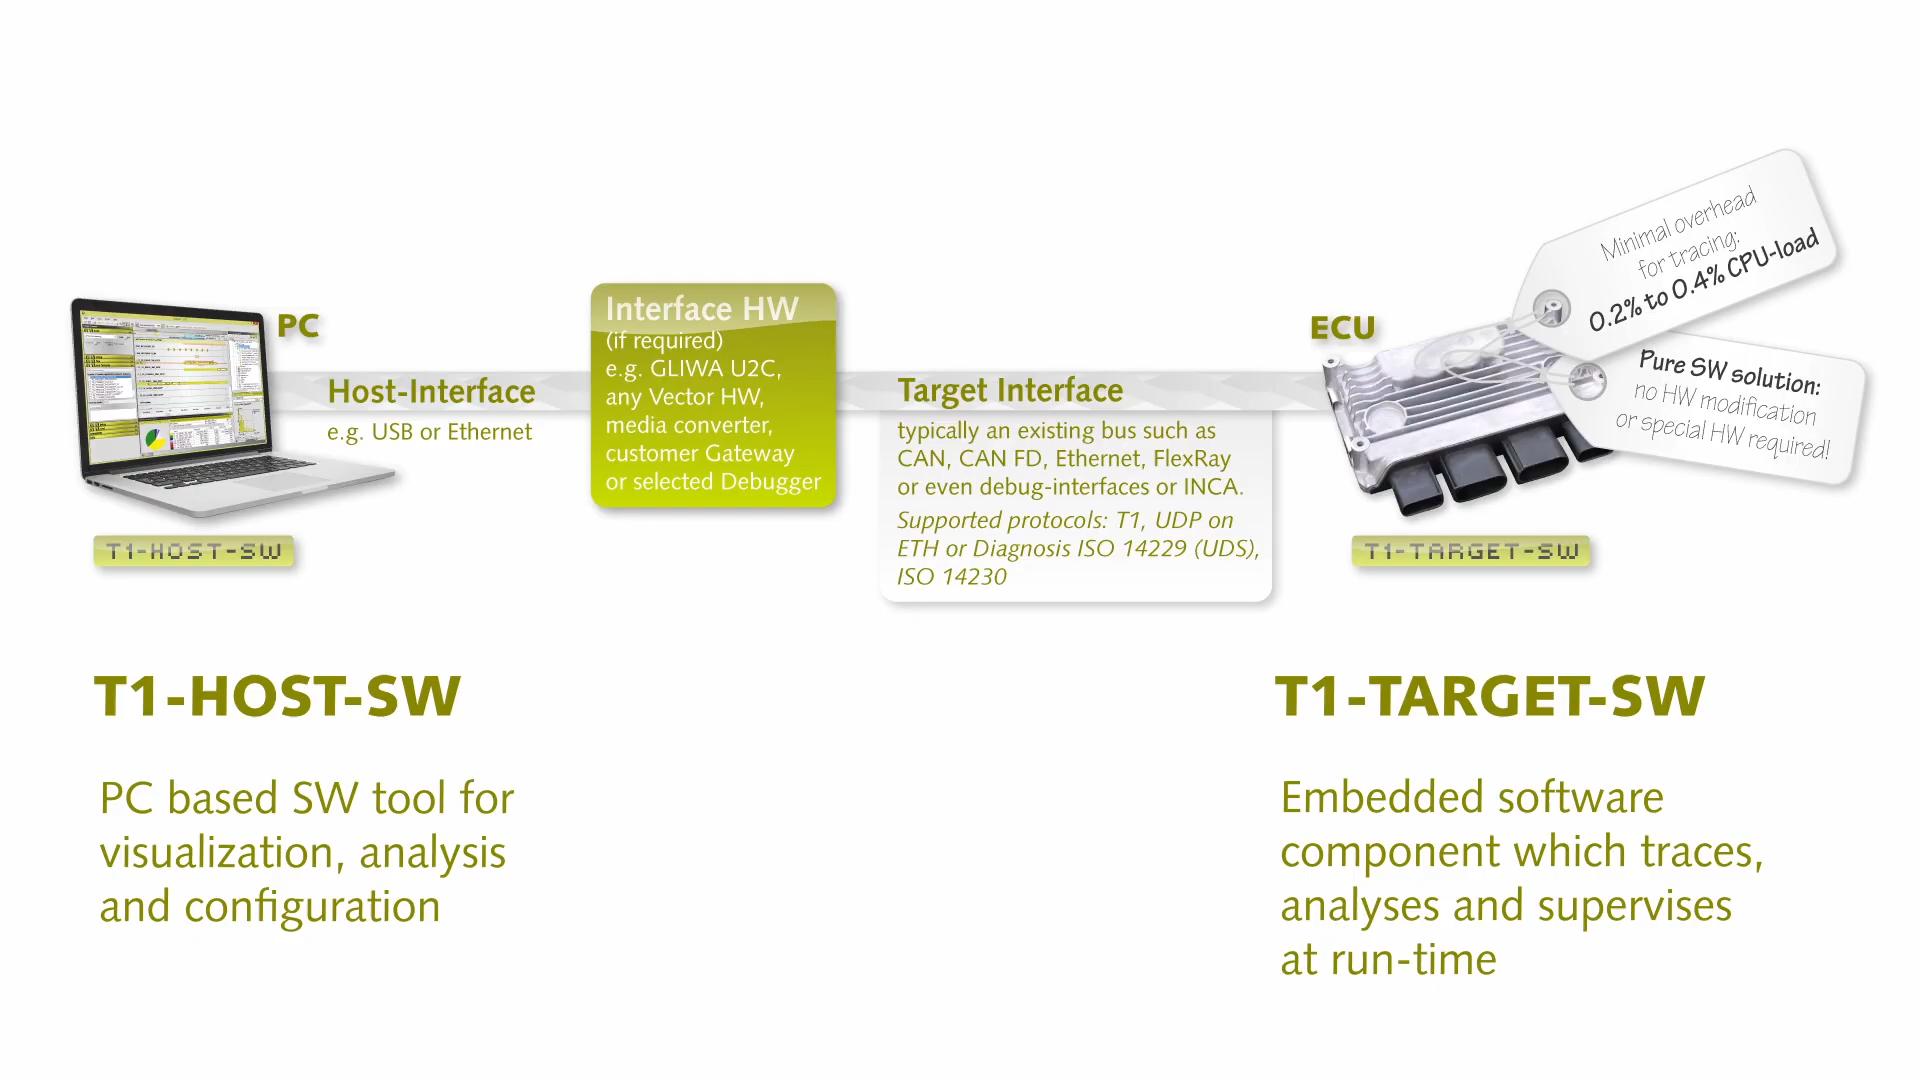 PC
Host-Interface
e.g. USB or Ethernet
T1-HOST-SW
Interface HW
(if required)
e.g. GLIWA U2C,
any Vector HW,
media converter,
customer Gateway
or selected Debugger
Target Interface
typically an existing bus such as
CAN, CAN FD, Ethernet, FlexRay
or even debug-interfaces or INCA.
Supported protocols: T1, UDP on
ETH or Diagnosis ISO 14229 (UDS),
ISO 14230
ECU
Minimal overhead
for tracing:
0.2% to 0.4% CPU-load
Pure SW solution:
no HW modification
or special HW required!
T1-TARGET-SW
T1-HOST-SW
PC based SW tool for
visualization, analysis
and configuration
T1-TARGET-SW
Embedded software
component which traces,
analyses and supervises
at run-time